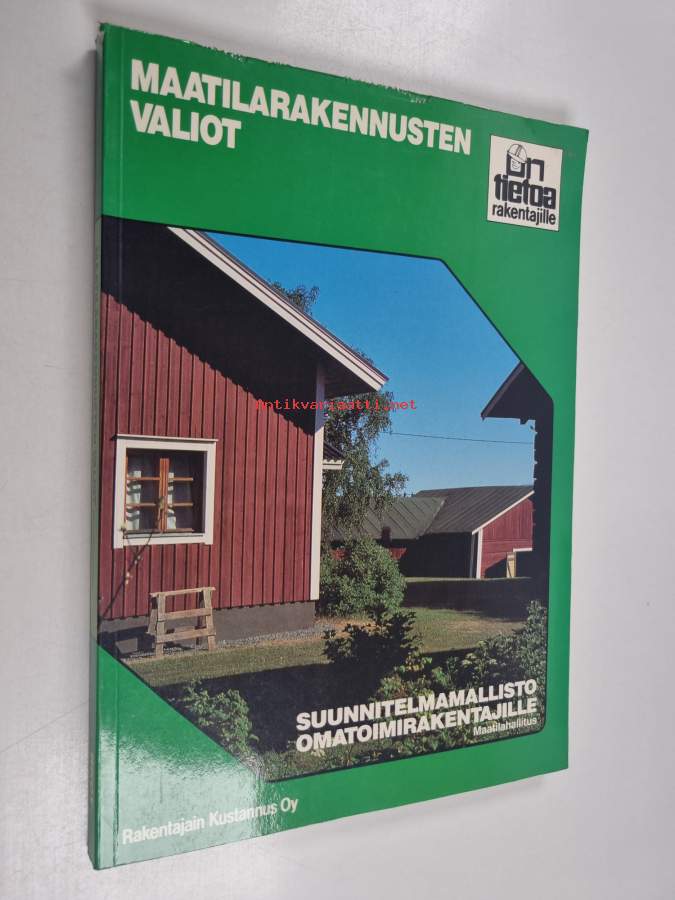 MAATILARAKENNUSTEN
VALIOT
on
tietoa
rakentajille
Antikvariaatti.net
SUUNNITELMAMALLISTO
OMATOIMIRAKENTAJILLE
Maatilahallitus
Rakentajain Kustannus Oy